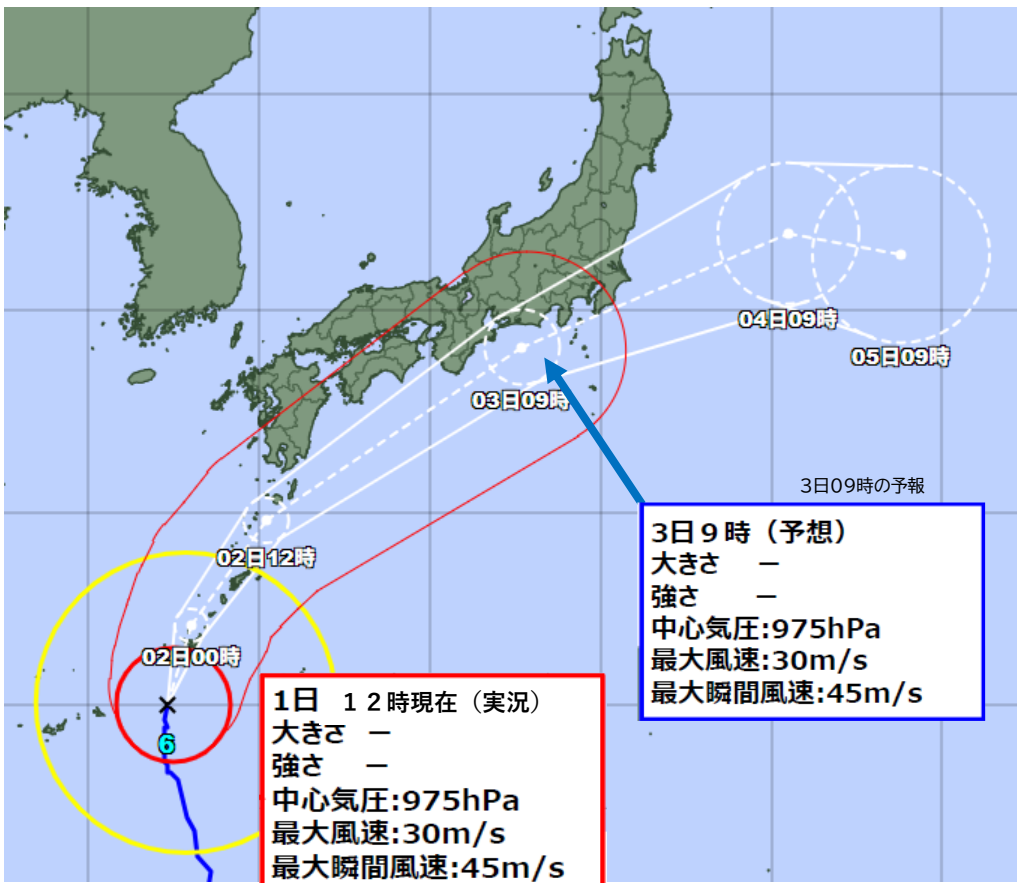 04日09時
05日09時
03日09時
3日09時の予報
3日９時（予想）
大きさ　－
強さ　　－
中心気圧:975hPa
最大風速:30m/s
最大瞬間風速:45m/s
02日12時
02日00時
6
1日　１２時現在（実況）
大きさ　－
強さ　－
中心気圧:975hPa
最大風速:30m/s
最大瞬間風速:45m/s